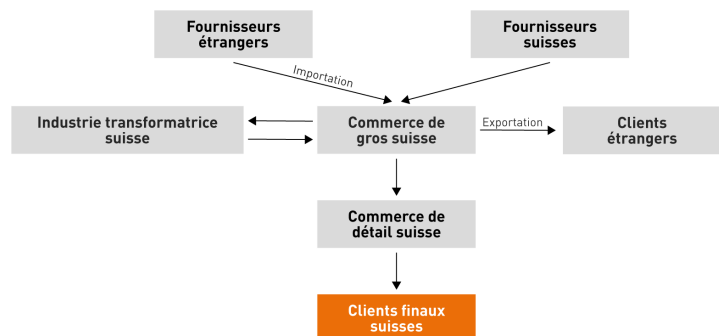 Fournisseurs
étrangers
Fournisseurs
suisses
Importation
Industrie transformatrice
suisse
Commerce de
gros suisse
Exportation
Clients
étrangers
Commerce de
détail suisse
Clients finaux
suisses